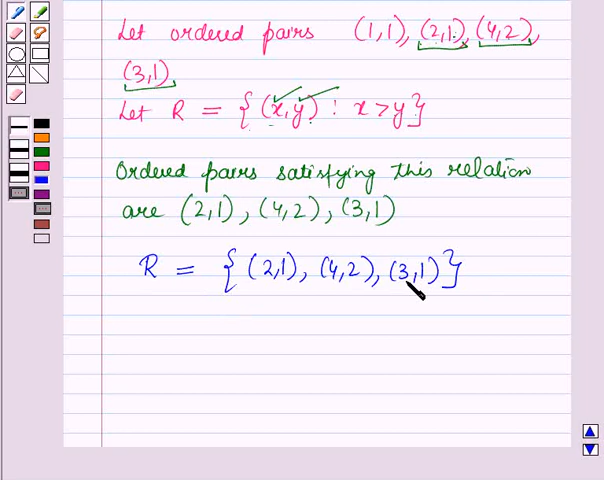 Let ordered pairs (1,1), (2,1), (4,2),
(3,1)
Let R = { (x,y) : x > y }
Ordered pairs satisfying this relation
are (2,1), (4,2), (3,1)
R = { (2,1), (4,2), (3,1) }